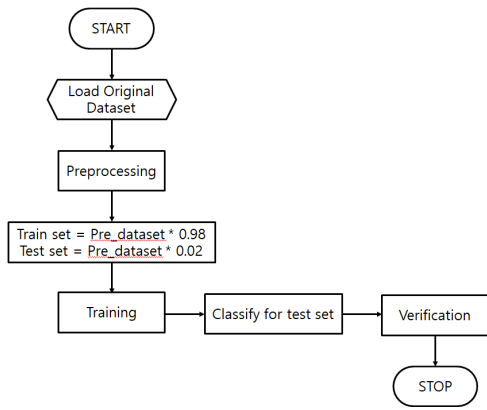 START
Load Original
Dataset
Preprocessing
Train set = Pre_dataset * 0.98
Test set = Pre_dataset * 0.02
Training
Classify for test set
Verification
STOP